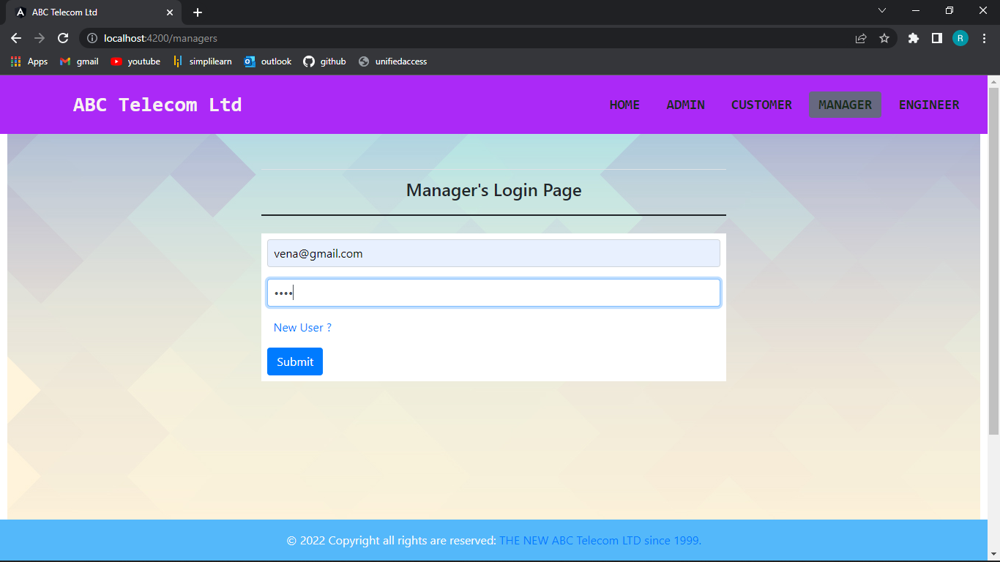 ABC Telecom Ltd
localhost:4200/managers
R
Apps gmail youtube simplilearn outlook github unifiedaccess
ABC Telecom Ltd HOME ADMIN CUSTOMER MANAGER ENGINEER
Manager's Login Page
vena@gmail.com
••••
New User ?
Submit
© 2022 Copyright all rights are reserved: THE NEW ABC Telecom LTD since 1999.